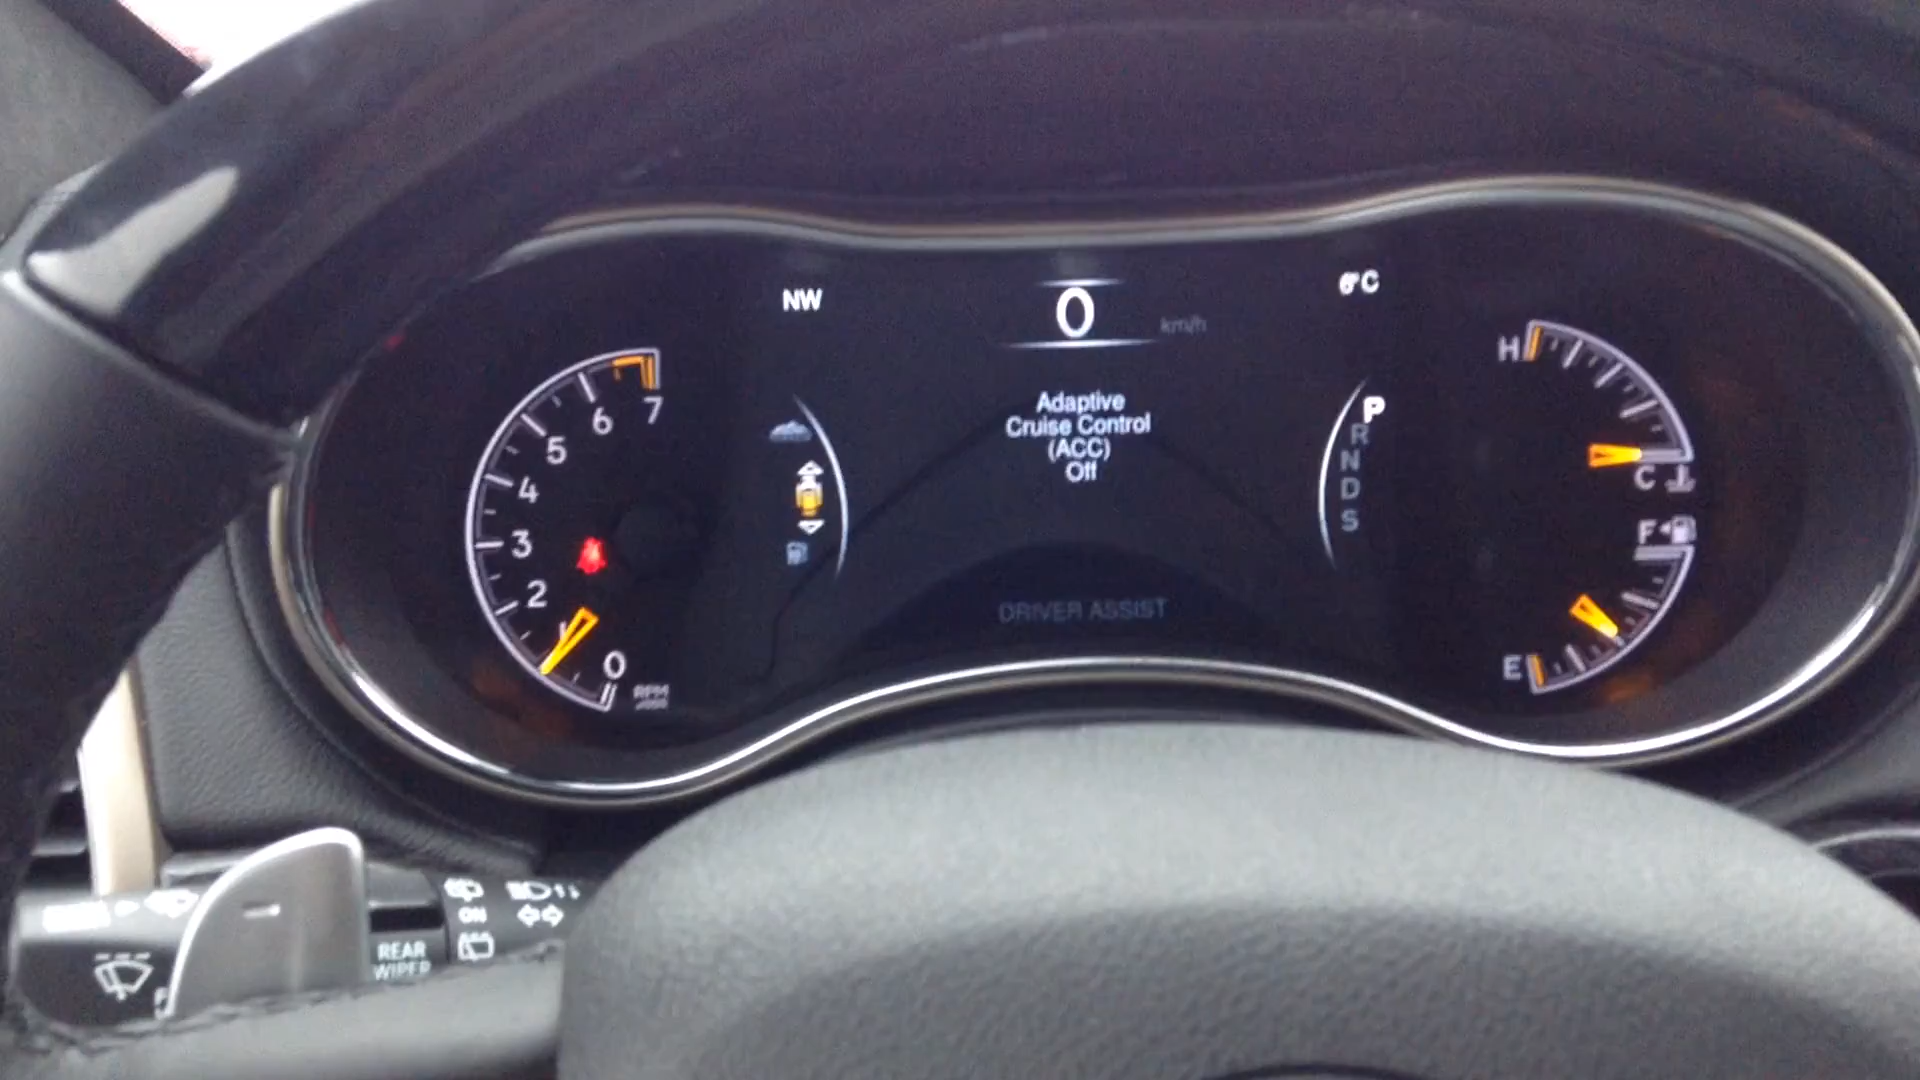 NW
0
km/h
6°C
Adaptive
Cruise Control
(ACC)
Off
DRIVER ASSIST
7
6
5
4
3
2
1
0
RPM
P
R
N
D
S
H
C
F
E
ON
REAR
WIPER